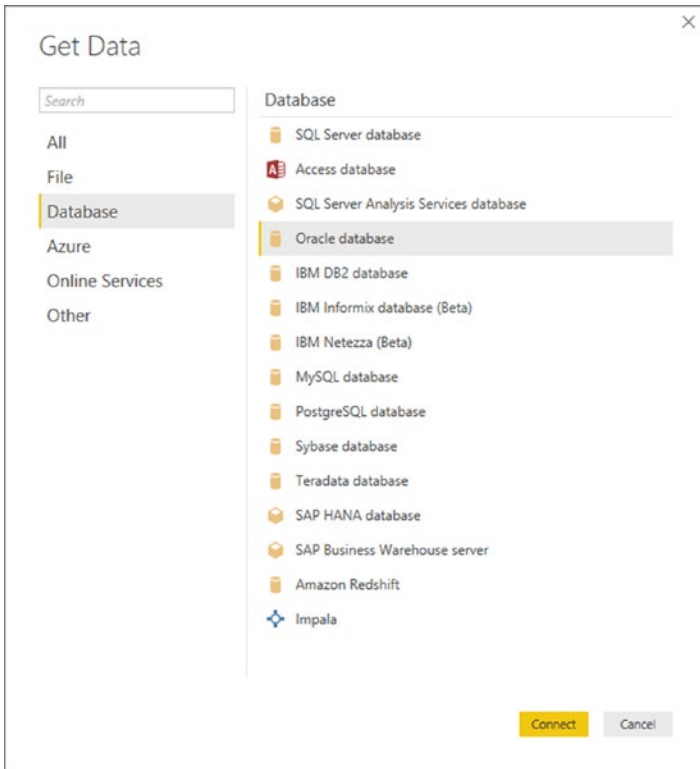 Get Data
Search
All
File
Database
Azure
Online Services
Other
Database
SQL Server database
Access database
SQL Server Analysis Services database
Oracle database
IBM DB2 database
IBM Informix database (Beta)
IBM Netezza (Beta)
MySQL database
PostgreSQL database
Sybase database
Teradata database
SAP HANA database
SAP Business Warehouse server
Amazon Redshift
Impala
Connect Cancel